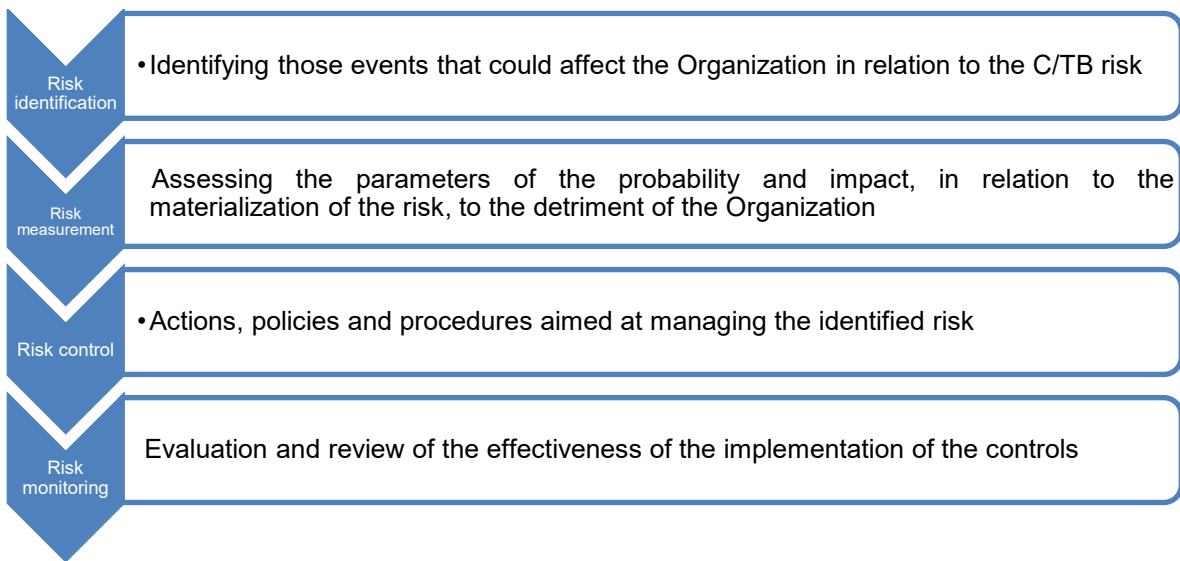 Risk
identification
•Identifying those events that could affect the Organization in relation to the C/TB risk
Risk
measurement
Assessing the parameters of the probability and impact, in relation to the
materialization of the risk, to the detriment of the Organization
Risk control
•Actions, policies and procedures aimed at managing the identified risk
Risk
monitoring
Evaluation and review of the effectiveness of the implementation of the controls